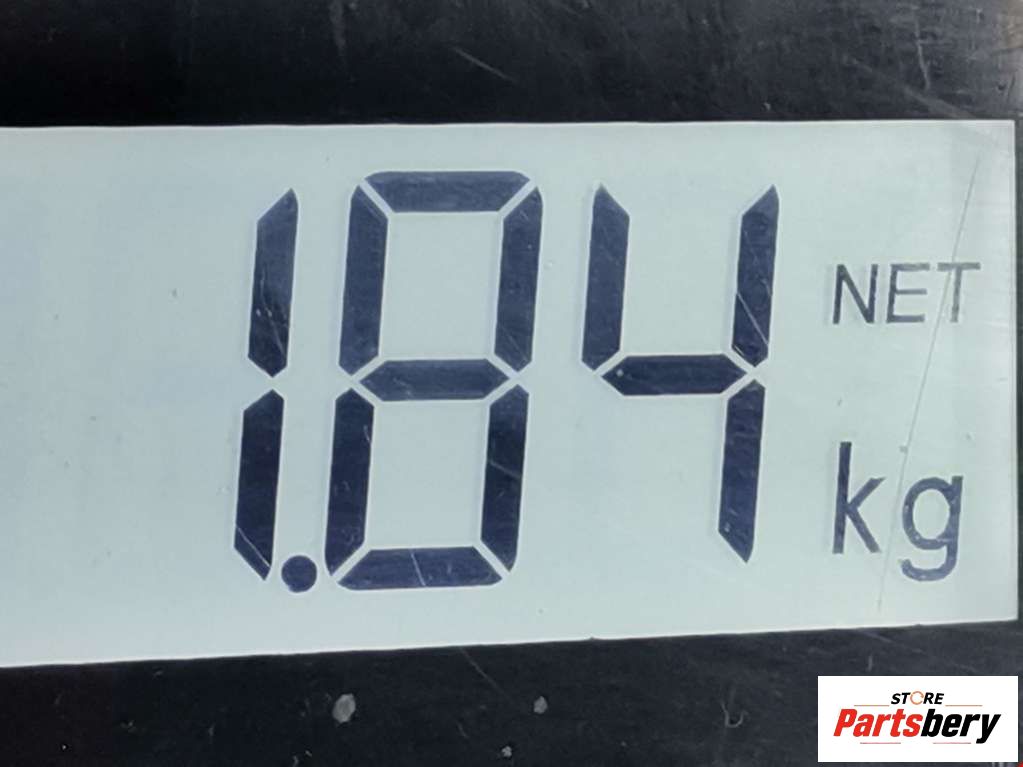 1.84
NET
kg
STORE
Partsbery